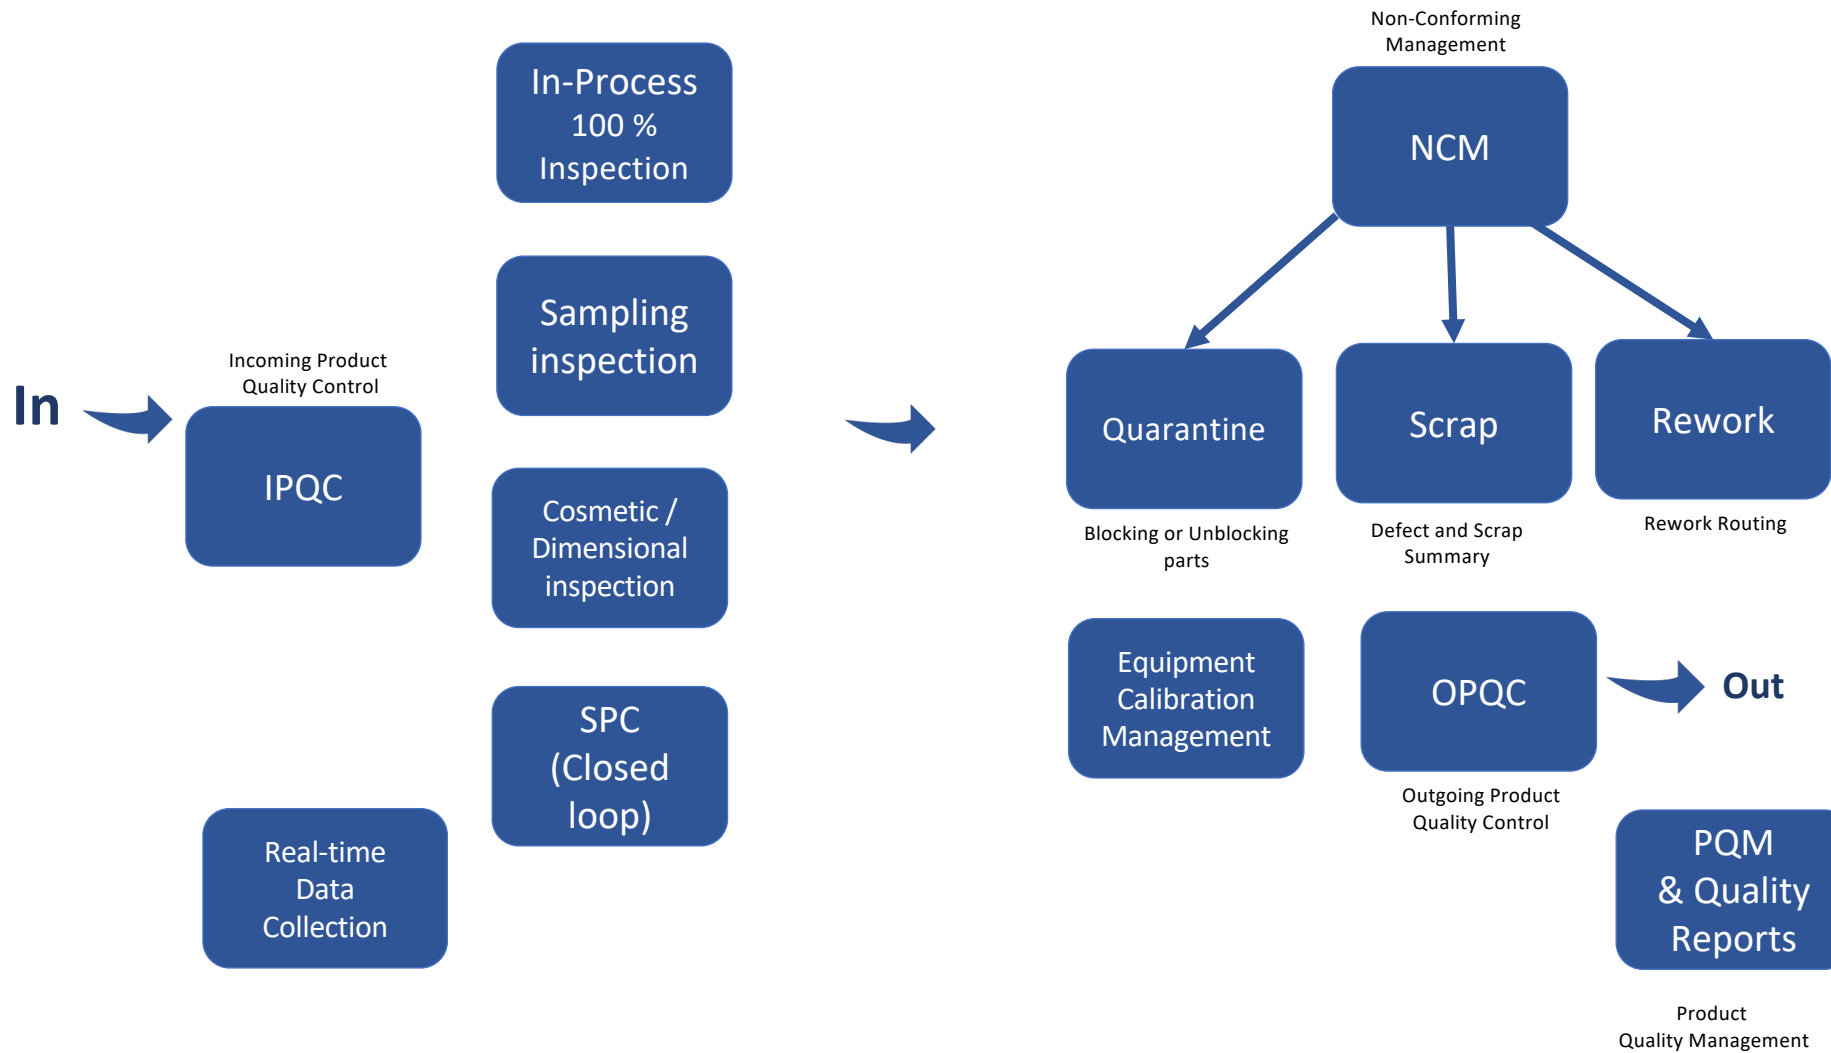 In
Incoming Product
Quality Control
IPQC
In-Process
100 %
Inspection
Sampling
inspection
Cosmetic /
Dimensional
inspection
SPC
(Closed
loop)
Real-time
Data
Collection
Non-Conforming
Management
NCM
Quarantine
Blocking or Unblocking
parts
Scrap
Defect and Scrap
Summary
Rework
Rework Routing
Equipment
Calibration
Management
OPQC
Outgoing Product
Quality Control
Out
PQM
& Quality
Reports
Product
Quality Management